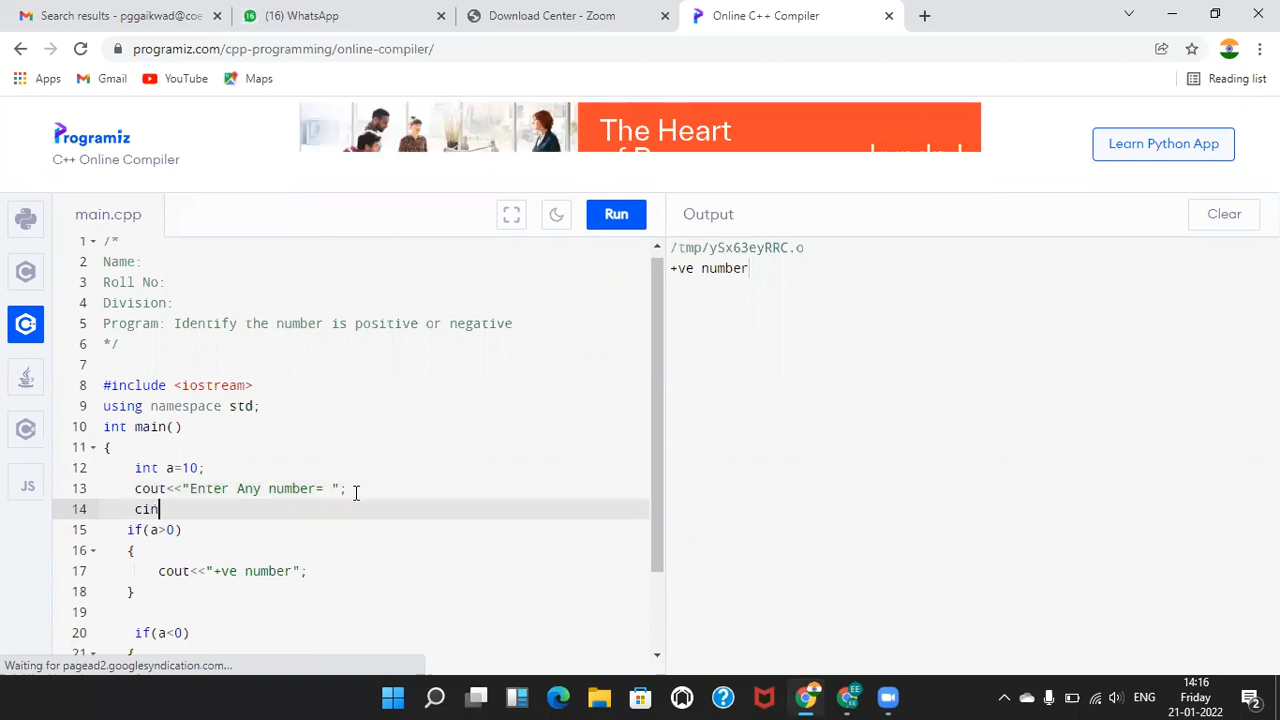 Search results - pggaikwad@coe
(16) WhatsApp
Download Center - Zoom
Online C++ Compiler
programiz.com/cpp-programming/online-compiler/
Apps
Gmail
YouTube
Maps
Reading list
Programiz
C++ Online Compiler
The Heart
Learn Python App
main.cpp
Run
Output
Clear
1 /*
2 Name:
3 Roll No:
4 Division:
5 Program: Identify the number is positive or negative
6 */
7
8 #include <iostream>
9 using namespace std;
10 int main()
11 {
12 int a=10;
13 cout<<"Enter Any number= ";
14 cin
15 if(a>0)
16 {
17 cout<<"+ve number";
18 }
19
20 if(a<0)
21 {
/tmp/ySx63eyRRC.o
+ve number
JS
Waiting for pagead2.googlesyndication.com...
EE
ENG
14:16
Friday
21-01-2022
2